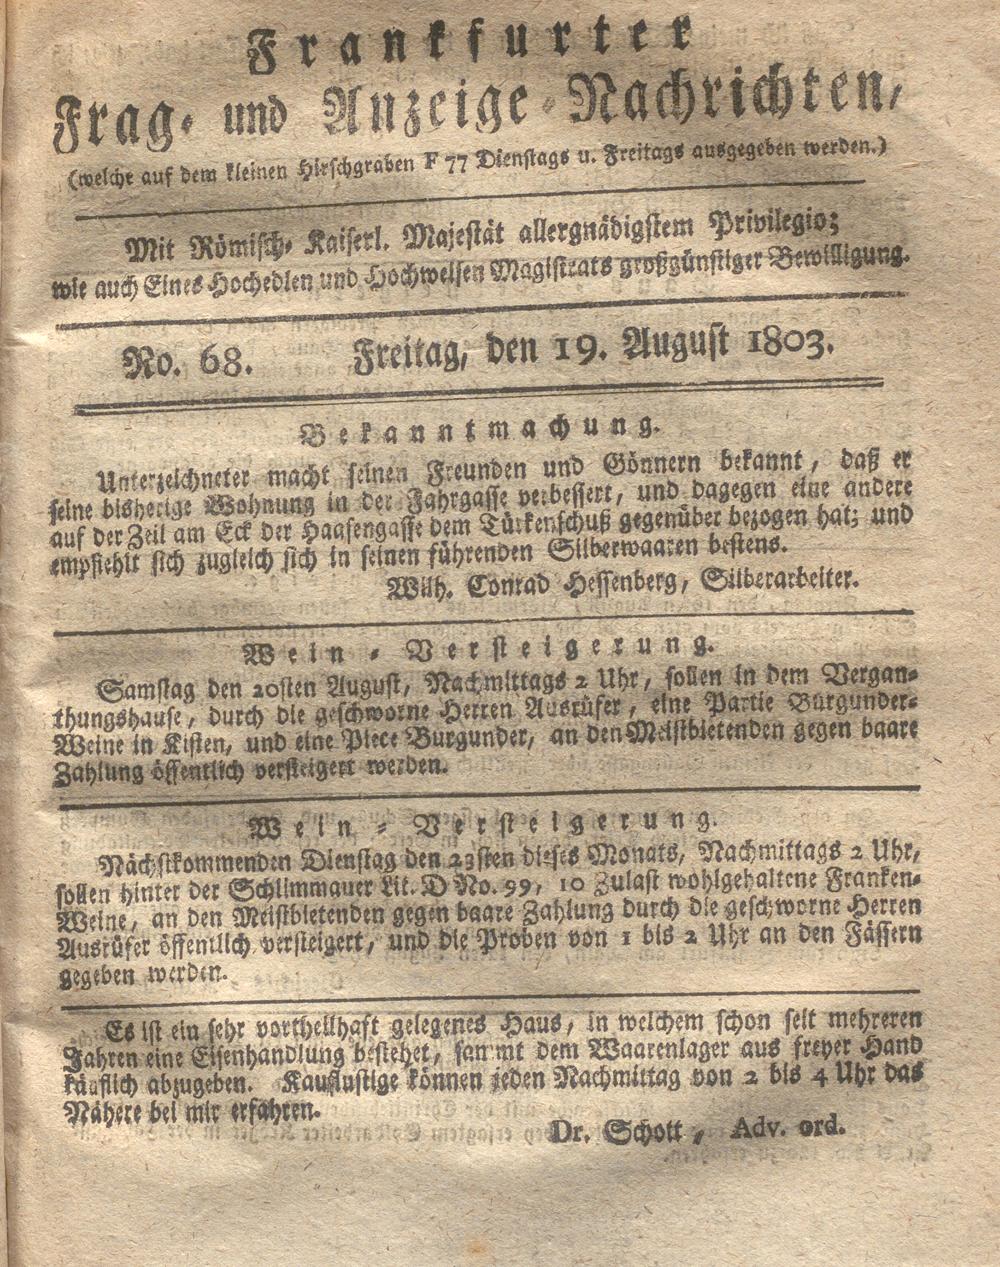 Frankfurter
Frag- und Anzeige-Nachrichten,
(welche auf dem kleinen Hirschgraben F 77 Dienstags u. Freitags ausgegeben werden.)
Mit Römisch-Kaiserl. Majestät allergnädigstem Privilegio;
wie auch Eines Hochedlen und Hochweisen Magistrats großgünstiger Bewilligung.
No. 68. Freitag, den 19. August 1803.
Bekanntmachung.
Unterzeichneter macht seinen Freunden und Gönnern bekannt, daß er
seine bisherige Wohnung in der Fahrgasse verbessert, und dagegen eine andere
auf der Zeil am Eck der Haasengasse dem Türkenschuß gegenüber bezogen hat; und
empfiehlt sich zugleich sich in seinen führenden Silberwaaren bestens.
Wilh. Conrad Hessenberg, Silberarbeiter.
Wein-Versteigerung.
Samstag den 20sten August, Nachmittags 2 Uhr, sollen in dem Vergan-
thungshause, durch die geschworne Herren Ausrüfer, eine Partie Burgunder-
Weine in Kisten, und eine Piece Burgunder, an den Meistbietenden gegen baare
Zahlung öffentlich versteigert werden.
Wein-Versteigerung.
Nächstkommenden Dienstag den 23sten dieses Monats, Nachmittags 2 Uhr,
sollen hinter der Schlimmauer Lit. D No. 99, 10 Zulast wohlgehaltene Franken-
Weine, an den Meistbietenden gegen baare Zahlung durch die geschworne Herren
Ausrüfer öffentlich versteigert, und die Proben von 1 bis 2 Uhr an den Fässern
gegeben werden.
Es ist ein sehr vortheilhaft gelegenes Haus, in welchem schon seit mehreren
Jahren eine Eisenhandlung bestehet, sammt dem Waarenlager aus freyer Hand
käuflich abzugeben. Kauflustige können jeden Nachmittag von 2 bis 4 Uhr das
Nähere bei mir erfahren.
Dr. Schott, Adv. ord.